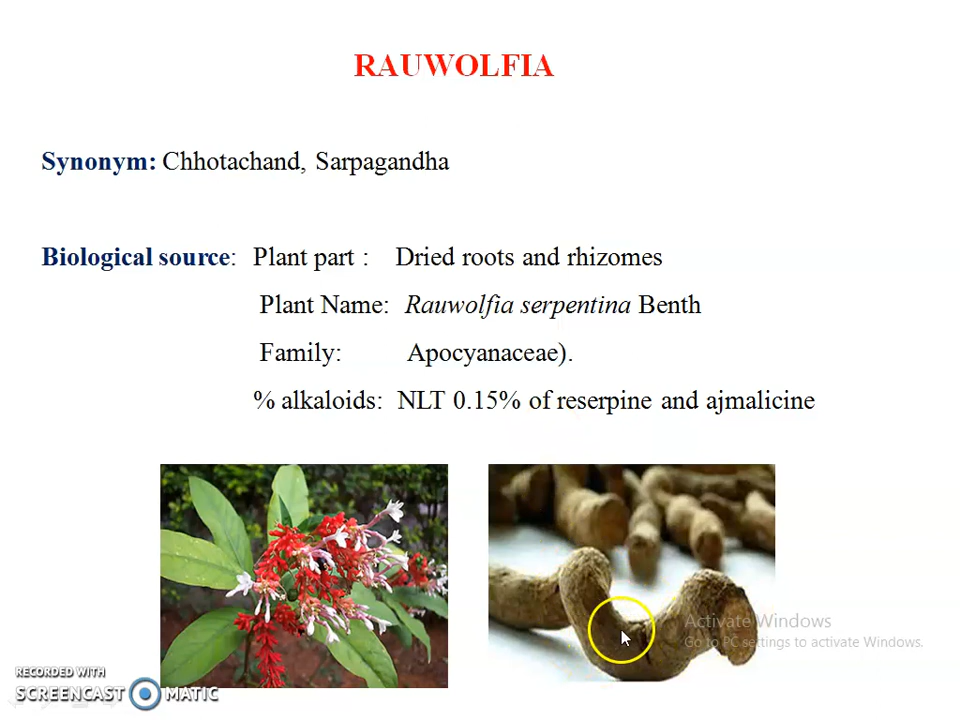 RAUWOLFIA
Synonym: Chhotachand, Sarpagandha
Biological source: Plant part : Dried roots and rhizomes
Plant Name: Rauwolfia serpentina Benth
Family: Apocyanaceae).
% alkaloids: NLT 0.15% of reserpine and ajmalicine
Activate Windows
Go to PC settings to activate Windows.
RECORDED WITH
SCREENCAST MATIC